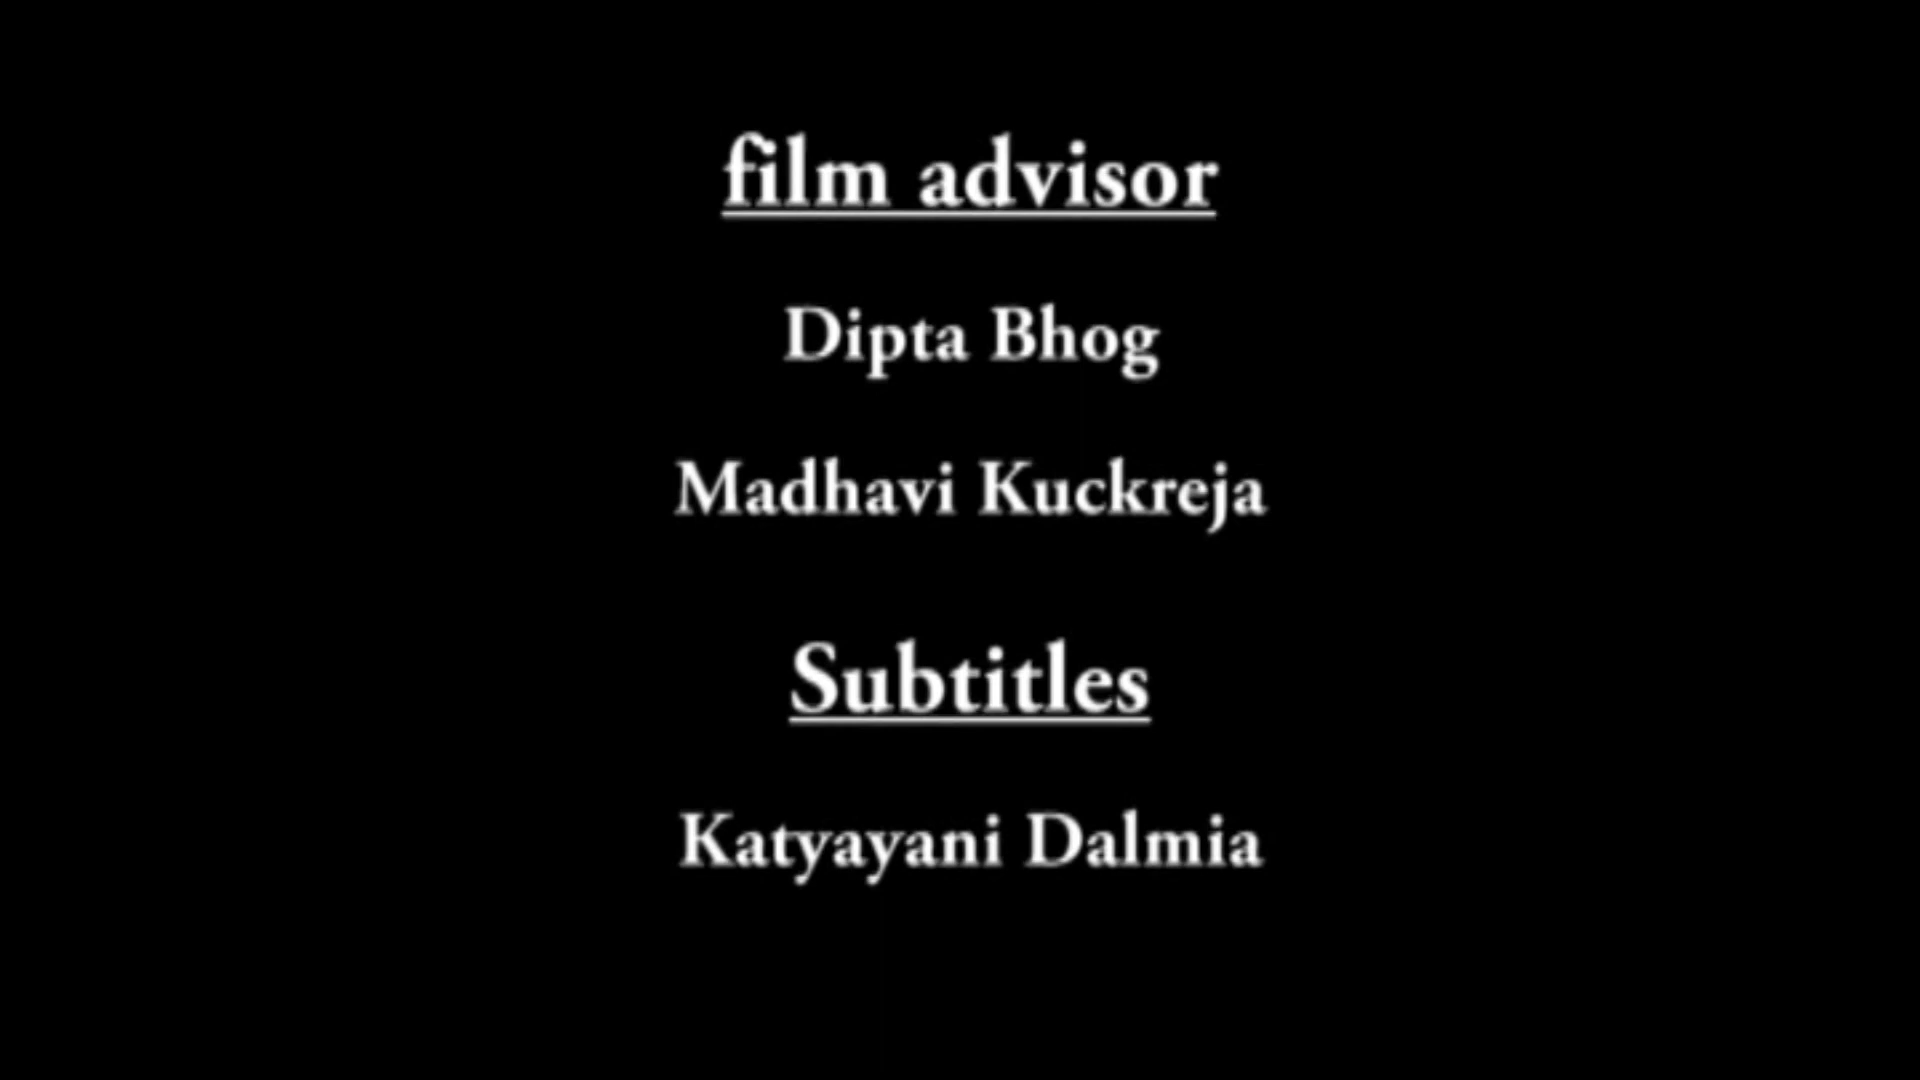 film advisor
Dipta Bhog
Madhavi Kuckreja
Subtitles
Katyayani Dalmia